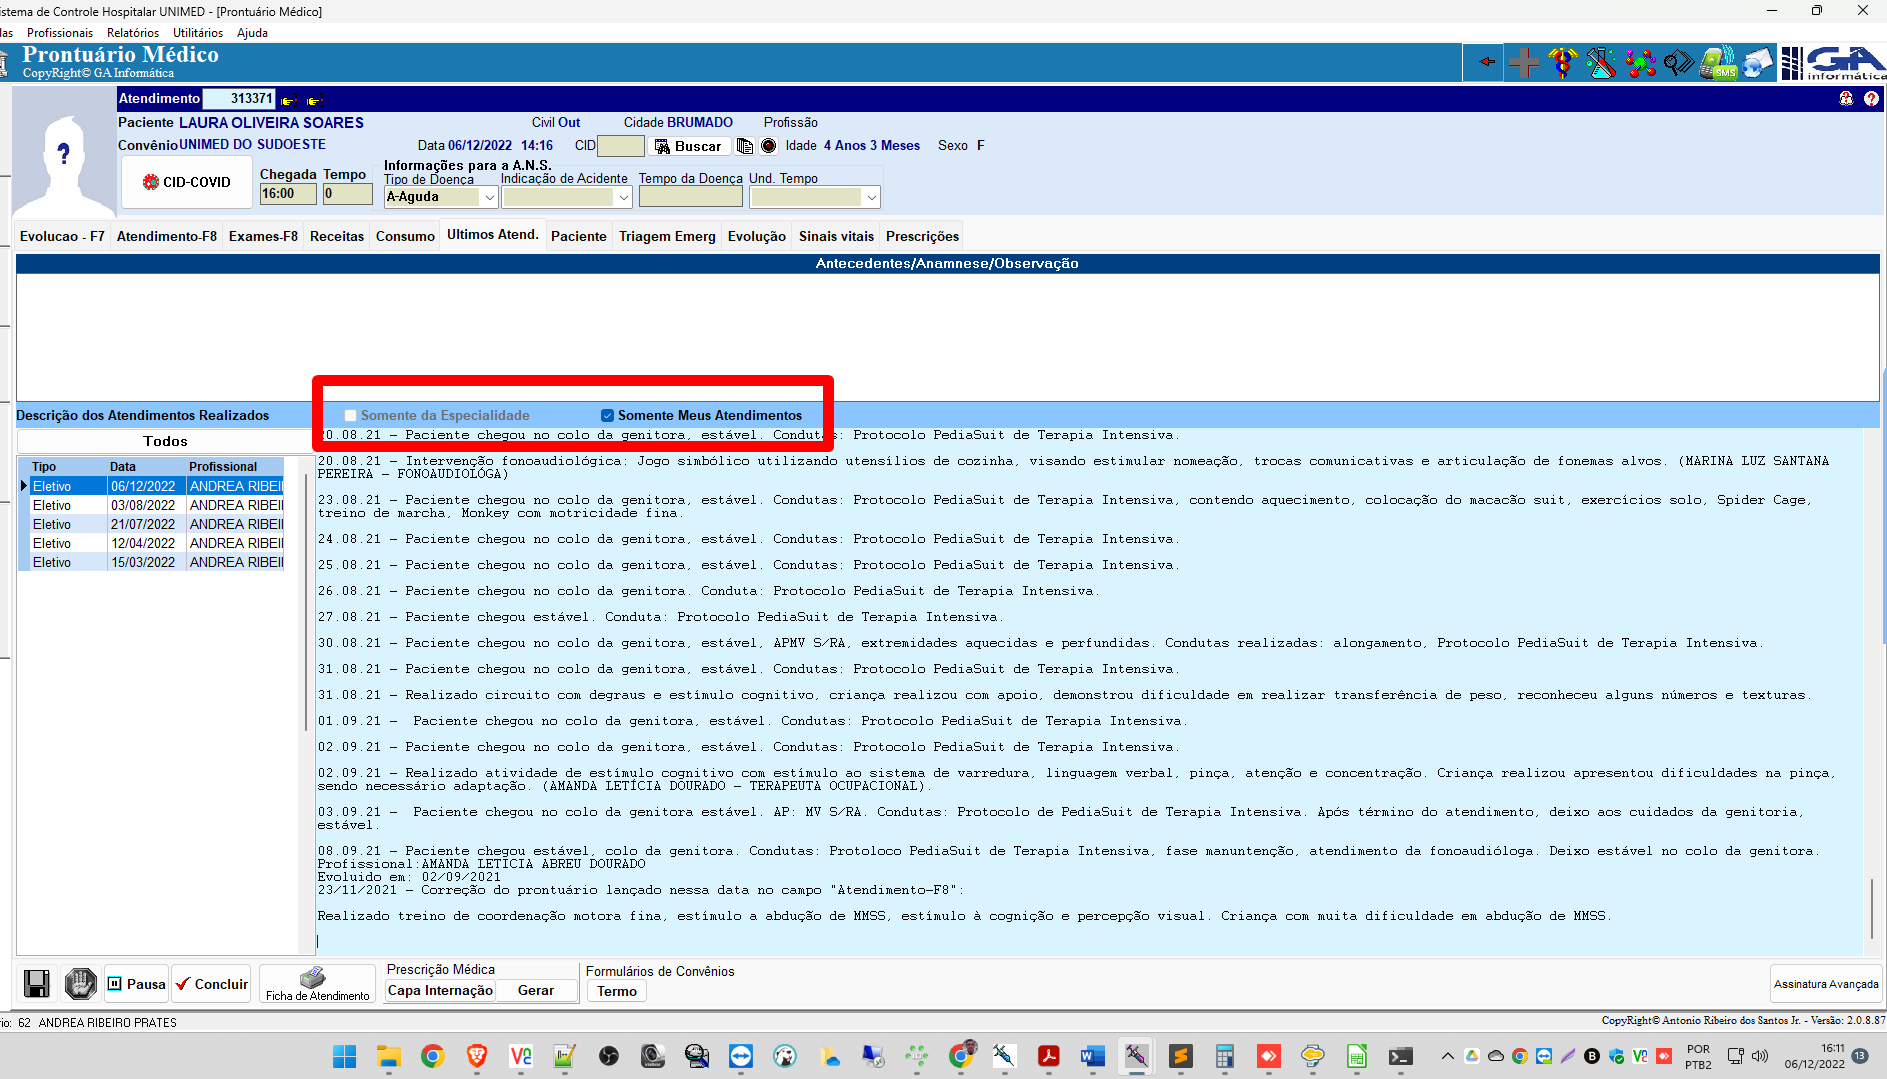 istema de Controle Hospitalar UNIMED - [Prontuário Médico]
las Profissionais Relatórios Utilitários Ajuda
Prontuário Médico
CopyRight© GA Informática
SMS
GA
informática
Atendimento 313371
?
Paciente LAURA OLIVEIRA SOARES Civil Out Cidade BRUMADO Profissão
Convênio UNIMED DO SUDOESTE Data 06/12/2022 14:16 CID Buscar Idade 4 Anos 3 Meses Sexo F
Informações para a A.N.S.
CID-COVID Chegada Tempo Tipo de Doença Indicação de Acidente Tempo da Doença Und. Tempo
16:00 0 A-Aguda
Evolucao - F7 Atendimento-F8 Exames-F8 Receitas Consumo Ultimos Atend. Paciente Triagem Emerg Evolução Sinais vitais Prescrições
Antecedentes/Anamnese/Observação
Descrição dos Atendimentos Realizados Somente da Especialidade Somente Meus Atendimentos
Todos
Tipo Data Profissional
Eletivo 06/12/2022 ANDREA RIBEI
Eletivo 03/08/2022 ANDREA RIBEI
Eletivo 21/07/2022 ANDREA RIBEI
Eletivo 12/04/2022 ANDREA RIBEI
Eletivo 15/03/2022 ANDREA RIBEI
20.08.21 - Paciente chegou no colo da genitora, estável. Condutas: Protocolo PediaSuit de Terapia Intensiva.
20.08.21 - Intervenção fonoaudiológica: Jogo simbólico utilizando utensílios de cozinha, visando estimular nomeação, trocas comunicativas e articulação de fonemas alvos. (MARINA LUZ SANTANA
PEREIRA - FONOAUDIOLÓGA)
23.08.21 - Paciente chegou no colo da genitora, estável. Condutas: Protocolo PediaSuit de Terapia Intensiva, contendo aquecimento, colocação do macacão suit, exercícios solo, Spider Cage,
treino de marcha, Monkey com motricidade fina.
24.08.21 - Paciente chegou no colo da genitora, estável. Condutas: Protocolo PediaSuit de Terapia Intensiva.
25.08.21 - Paciente chegou no colo da genitora, estável. Condutas: Protocolo PediaSuit de Terapia Intensiva.
26.08.21 - Paciente chegou no colo da genitora. Conduta: Protocolo PediaSuit de Terapia Intensiva.
27.08.21 - Paciente chegou estável. Conduta: Protocolo PediaSuit de Terapia Intensiva.
30.08.21 - Paciente chegou no colo da genitora, estável, APMV S/RA, extremidades aquecidas e perfundidas. Condutas realizadas: alongamento, Protocolo PediaSuit de Terapia Intensiva.
31.08.21 - Paciente chegou no colo da genitora, estável. Condutas: Protocolo PediaSuit de Terapia Intensiva.
31.08.21 - Realizado circuito com degraus e estímulo cognitivo, criança realizou com apoio, demonstrou dificuldade em realizar transferência de peso, reconheceu alguns números e texturas.
01.09.21 - Paciente chegou no colo da genitora, estável. Condutas: Protocolo PediaSuit de Terapia Intensiva.
02.09.21 - Paciente chegou no colo da genitora, estável. Condutas: Protocolo PediaSuit de Terapia Intensiva.
02.09.21 - Realizado atividade de estímulo cognitivo com estímulo ao sistema de varredura, linguagem verbal, pinça, atenção e concentração. Criança realizou apresentou dificuldades na pinça,
sendo necessário adaptação. (AMANDA LETÍCIA DOURADO - TERAPEUTA OCUPACIONAL).
03.09.21 - Paciente chegou no colo da genitora estável. AP: MV S/RA. Condutas: Protocolo de PediaSuit de Terapia Intensiva. Após término do atendimento, deixo aos cuidados da genitoria,
estável.
08.09.21 - Paciente chegou estável, colo da genitora. Condutas: Protoloco PediaSuit de Terapia Intensiva, fase manuntenção, atendimento da fonoaudióloga. Deixo estável no colo da genitora.
Profissional:AMANDA LETICIA ABREU DOURADO
Evoluido em: 02/09/2021
23/11/2021 - Correção do prontuário lançado nessa data no campo "Atendimento-F8":
Realizado treino de coordenação motora fina, estímulo a abdução de MMSS, estímulo à cognição e percepção visual. Criança com muita dificuldade em abdução de MMSS.
Pausa Concluir Ficha de Atendimento
Prescrição Médica Formulários de Convênios
Capa Internação Gerar Termo
Assinatura Avançada
rio: 62 ANDREA RIBEIRO PRATES CopyRight© Antonio Ribeiro dos Santos Jr. - Versão: 2.0.8.87
POR
PTB2
16:11
06/12/2022
13